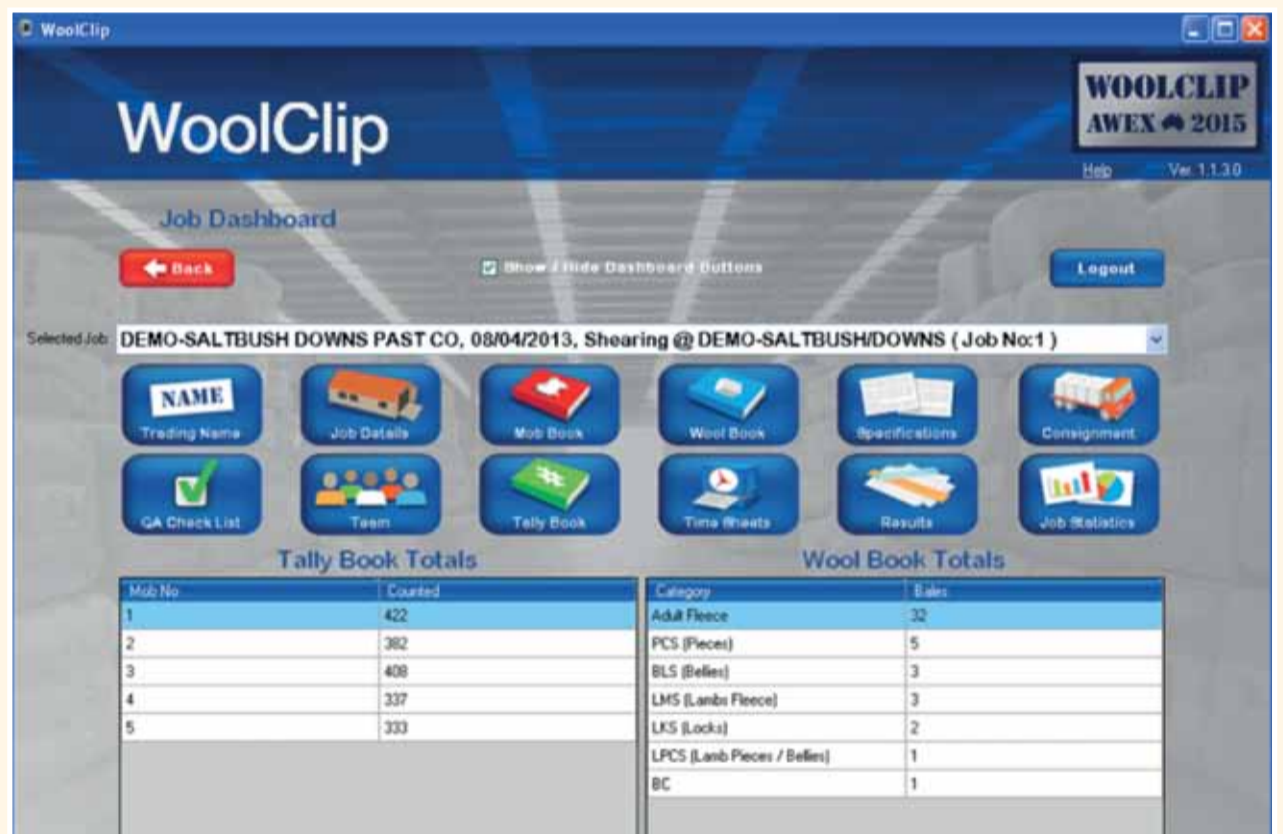 WoolClip
WoolClip
WOOLCLIP
AWEX 2015
Help Ver. 1.1.3.0
Job Dashboard
Back
Show / Hide Dashboard Buttons
Logout
Selected Job: DEMO-SALTBUSH DOWNS PAST CO, 08/04/2013, Shearing @ DEMO-SALTBUSH/DOWNS ( Job No:1 )
NAME
Trading Name Job Details Mob Book Wool Book Specifications Consignment
QA Check List Team Tally Book Time Sheets Results Job Statistics
Tally Book Totals Wool Book Totals
Mob No Counted Category Bales
1 422 Adult Fleece 32
2 382 PCS (Pieces) 5
3 408 BLS (Bellies) 3
4 337 LMS (Lambs Fleece) 3
5 333 LKS (Locks) 2
LPCS (Lamb Pieces / Bellies) 1
BC 1